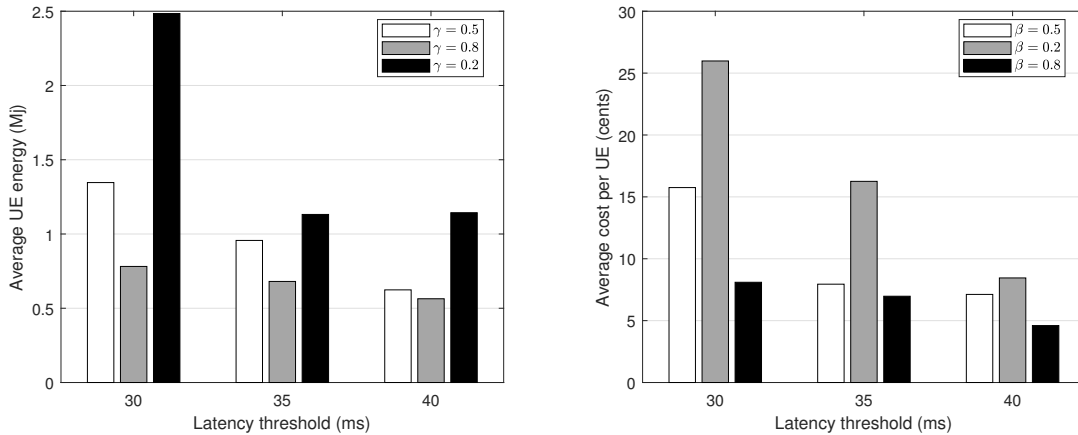 2.5
2
1.5
1
0.5
0
Average UE energy (Mj)
γ = 0.5
γ = 0.8
γ = 0.2
30
35
40
Latency threshold (ms)
30
25
20
15
10
5
0
Average cost per UE (cents)
β = 0.5
β = 0.2
β = 0.8
30
35
40
Latency threshold (ms)